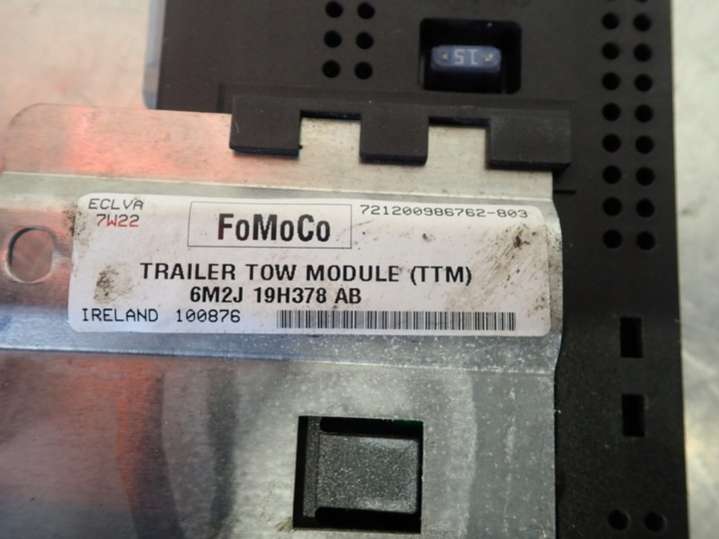 15
ECLVA
7W22
FoMoCo
721200986762-803
TRAILER TOW MODULE (TTM)
6M2J 19H378 AB
IRELAND 100876